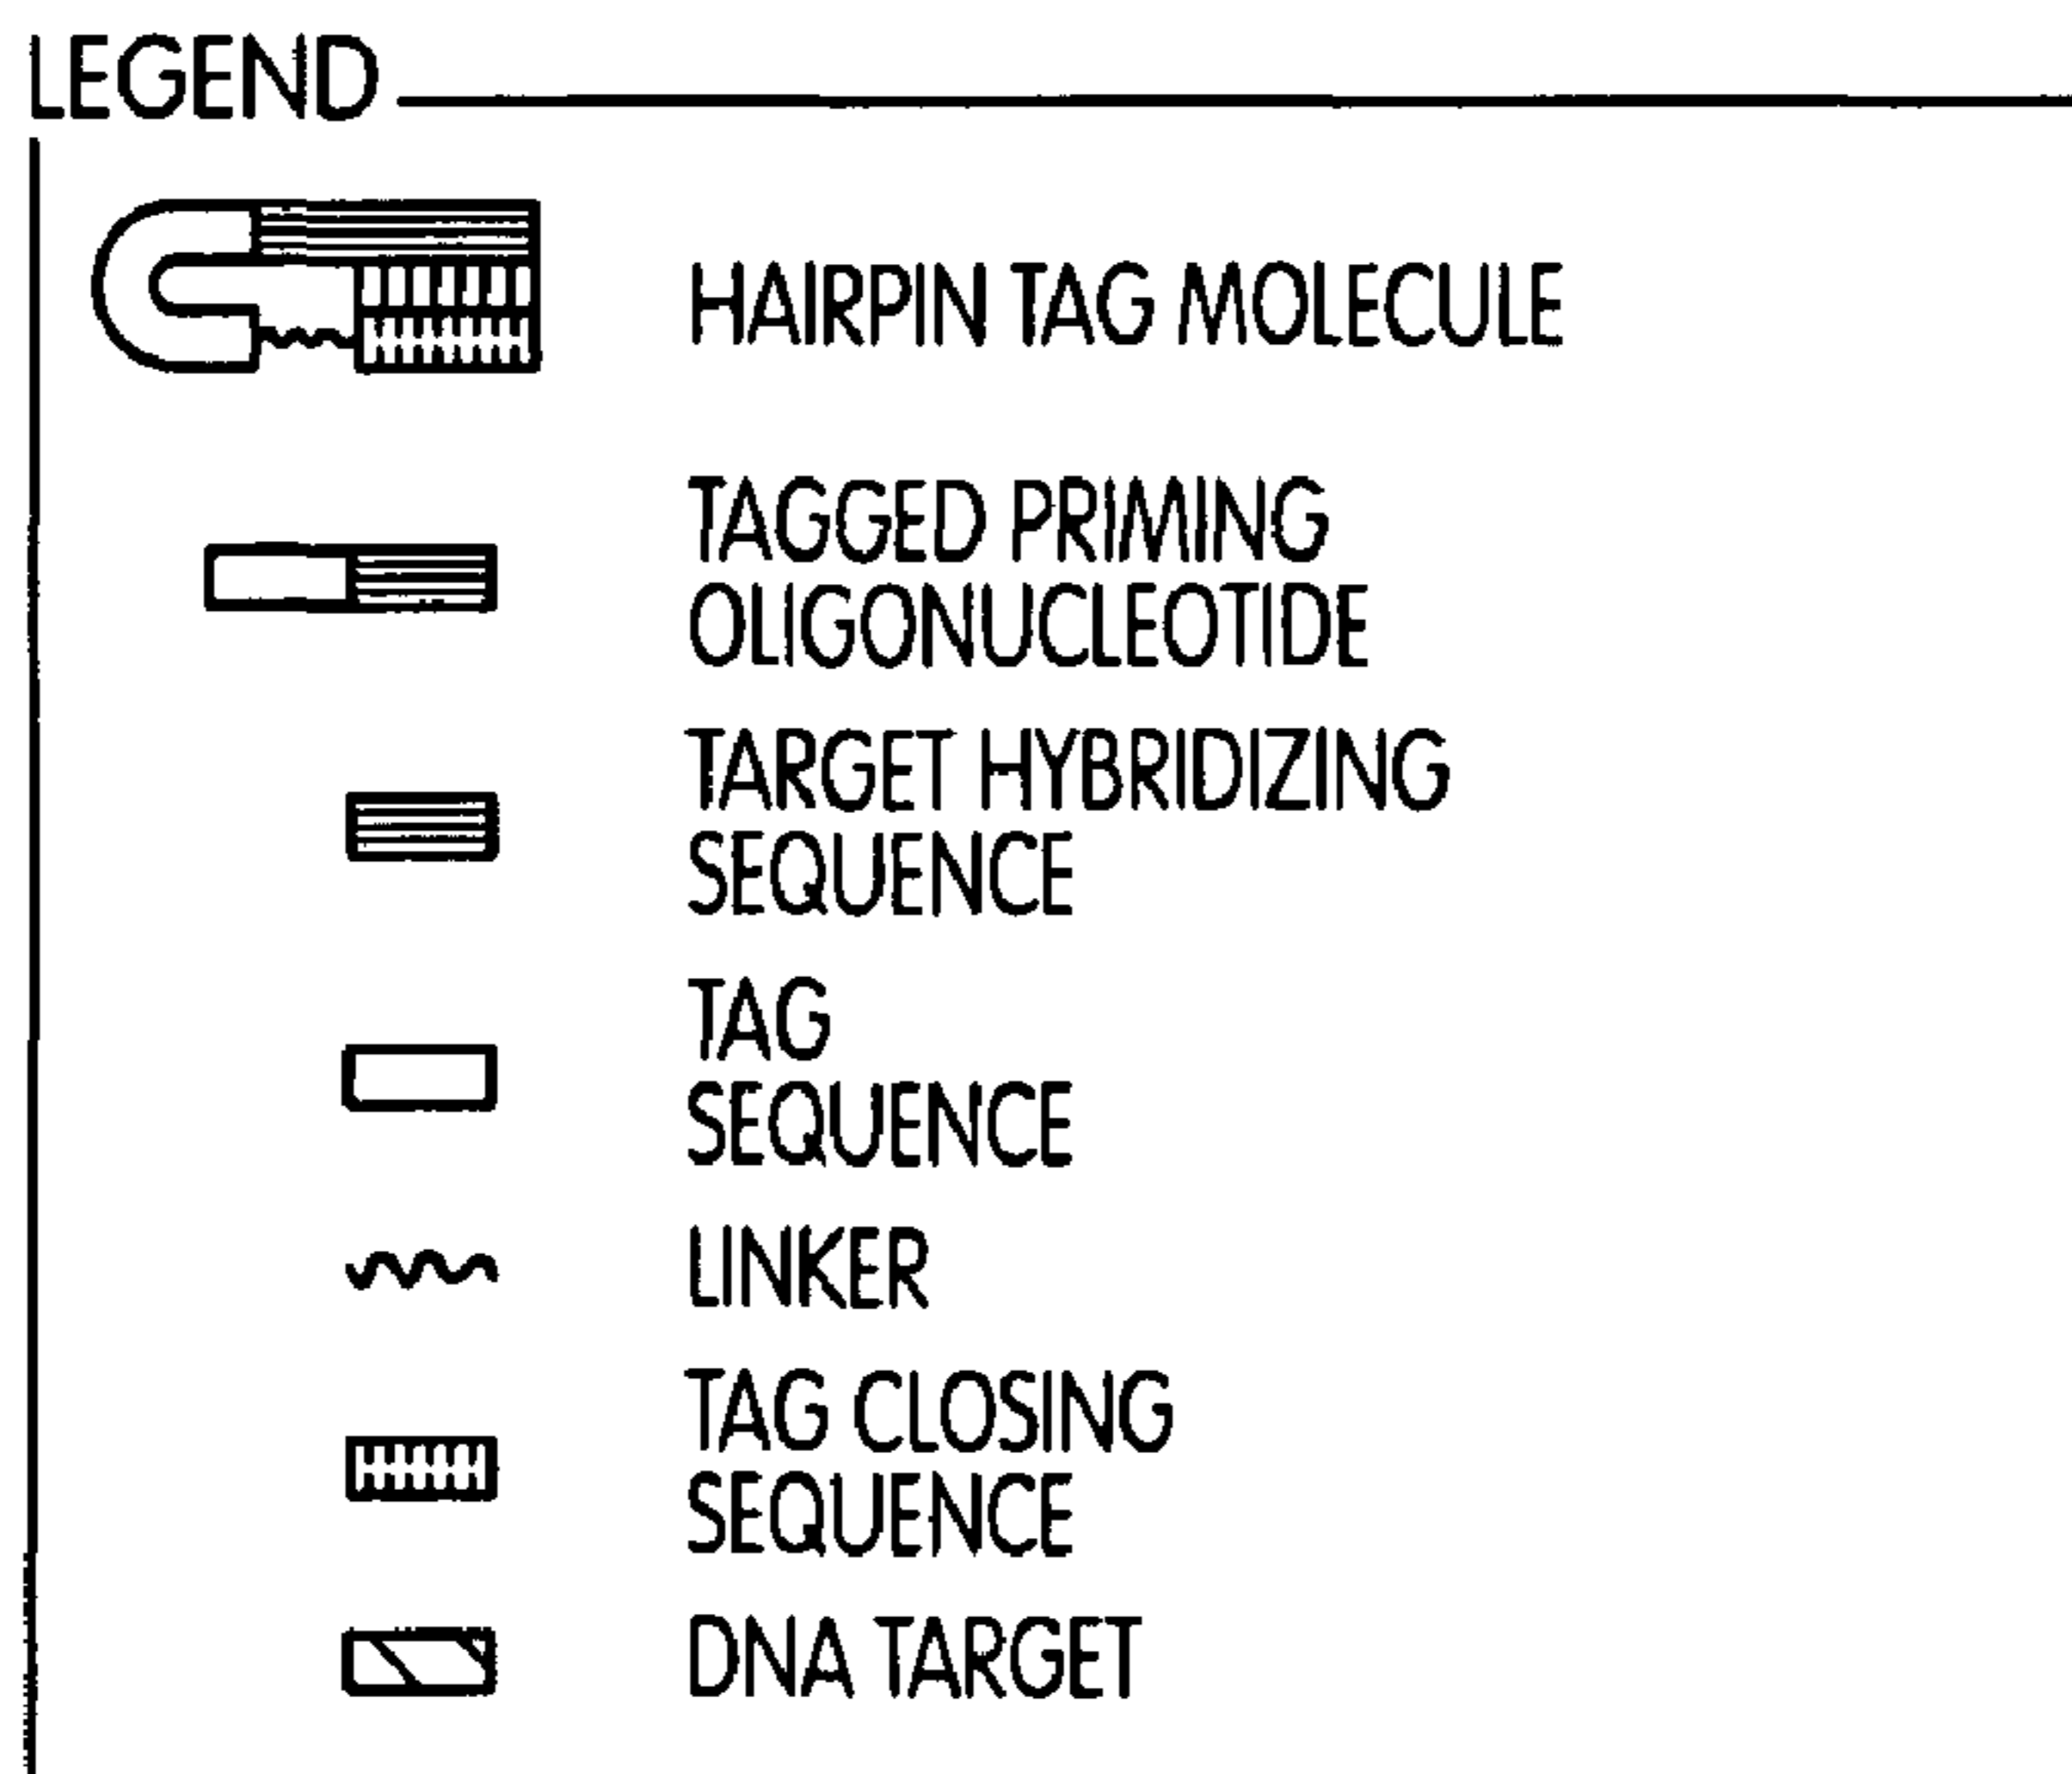 LEGEND
HAIRPIN TAG MOLECULE
TAGGED PRIMING
OLIGONUCLEOTIDE
TARGET HYBRIDIZING
SEQUENCE
TAG
SEQUENCE
LINKER
TAG CLOSING
SEQUENCE
DNA TARGET